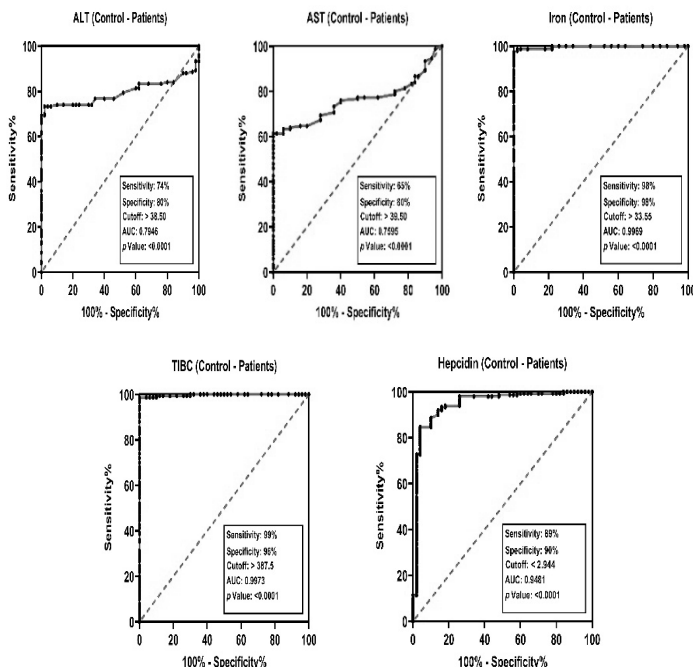 ALT (Control - Patients)
Sensitivity%
100
80
60
40
20
0
Sensitivity: 74%
Specificity: 80%
Cutoff: > 38.50
AUC: 0.7946
p Value: <0.0001
0 20 40 60 80 100
100% - Specificity%
AST (Control - Patients)
Sensitivity%
100
80
60
40
20
0
Sensitivity: 65%
Specificity: 80%
Cutoff: > 39.50
AUC: 0.7595
p Value: <0.0001
0 20 40 60 80 100
100% - Specificity%
Iron (Control - Patients)
Sensitivity%
100
80
60
40
20
0
Sensitivity: 98%
Specificity: 98%
Cutoff: > 33.55
AUC: 0.9969
p Value: <0.0001
0 20 40 60 80 100
100% - Specificity%
TIBC (Control - Patients)
Sensitivity%
100
80
60
40
20
0
Sensitivity: 99%
Specificity: 96%
Cutoff: > 387.5
AUC: 0.9973
p Value: <0.0001
0 20 40 60 80 100
100% - Specificity%
Hepcidin (Control - Patients)
Sensitivity%
100
80
60
40
20
0
Sensitivity: 89%
Specificity: 90%
Cutoff: < 2.944
AUC: 0.9481
p Value: <0.0001
0 20 40 60 80 100
100% - Specificity%